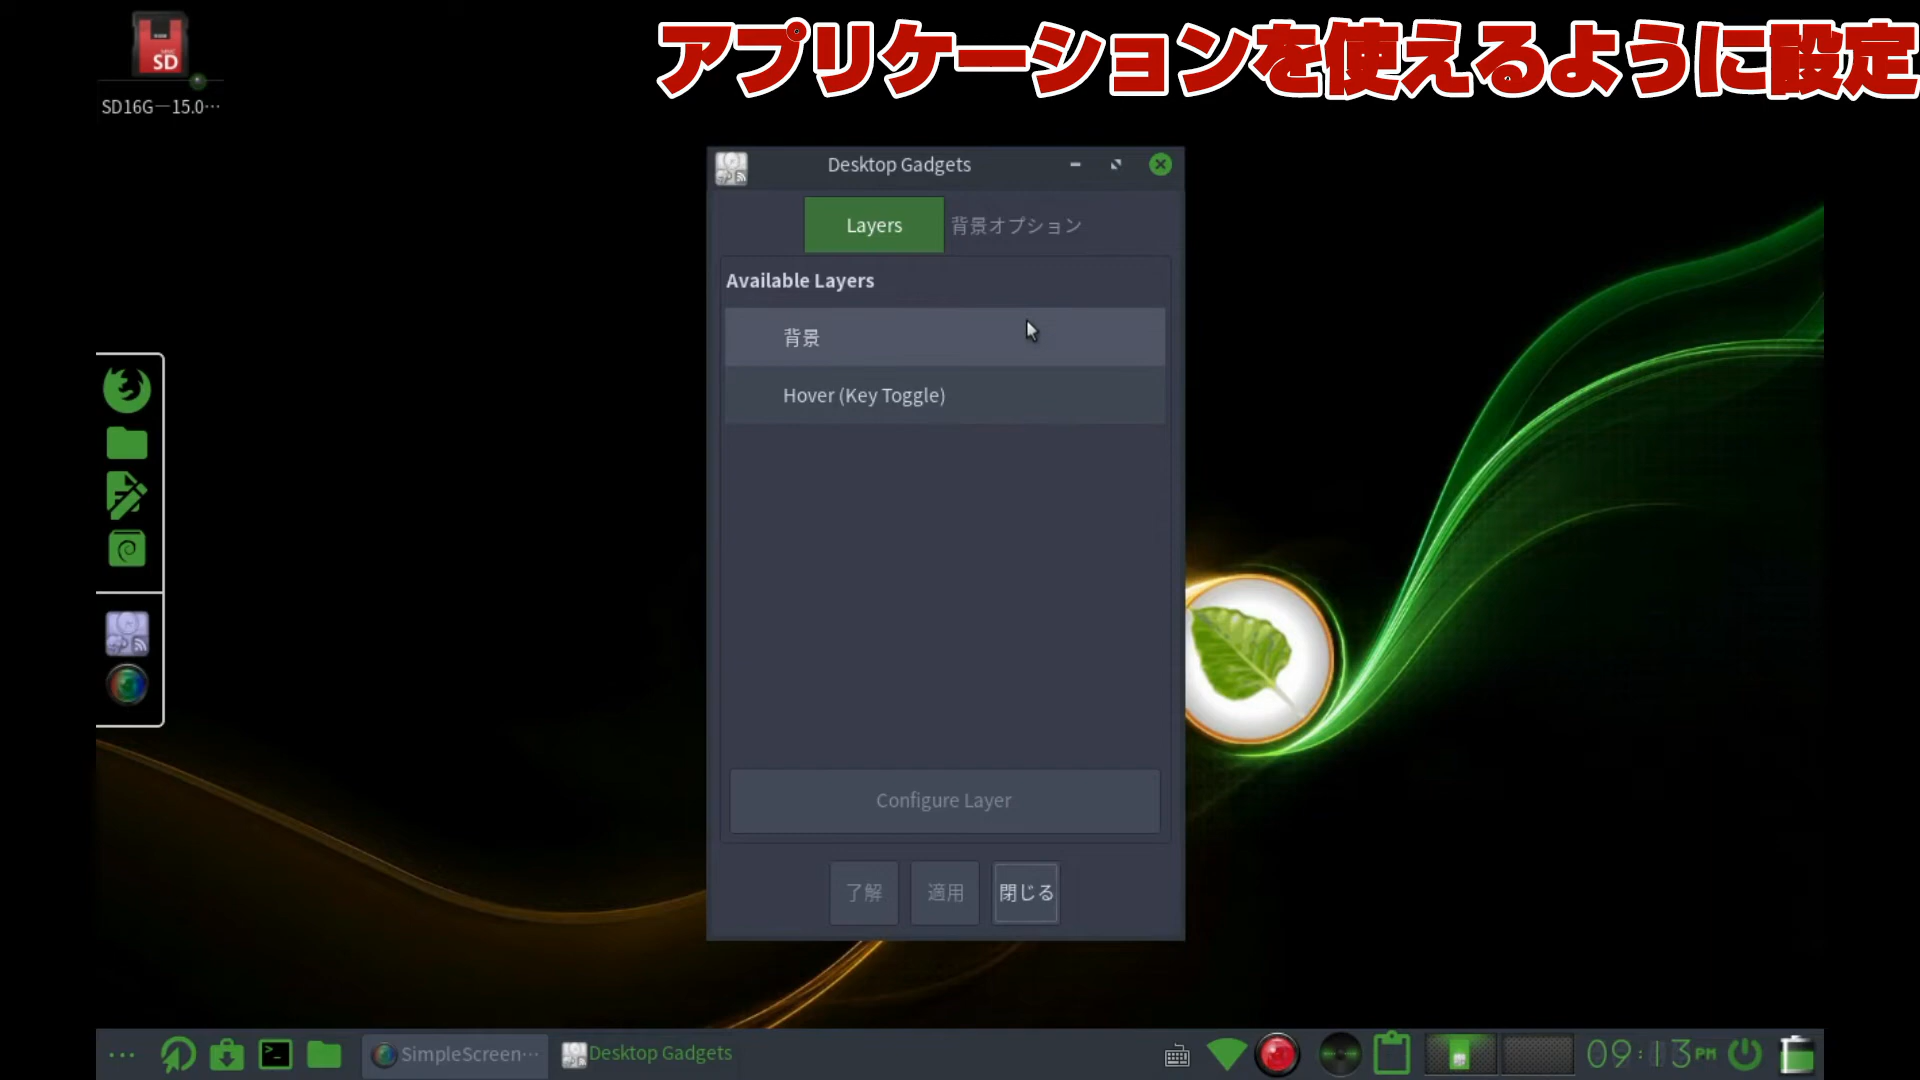 アプリケーションを使えるように設定
SD
SD16G—15.0…
Desktop Gadgets
Layers
背景オプション
Available Layers
背景
Hover (Key Toggle)
Configure Layer
了解
適用
閉じる
SimpleScreen…
Desktop Gadgets
09:13PM